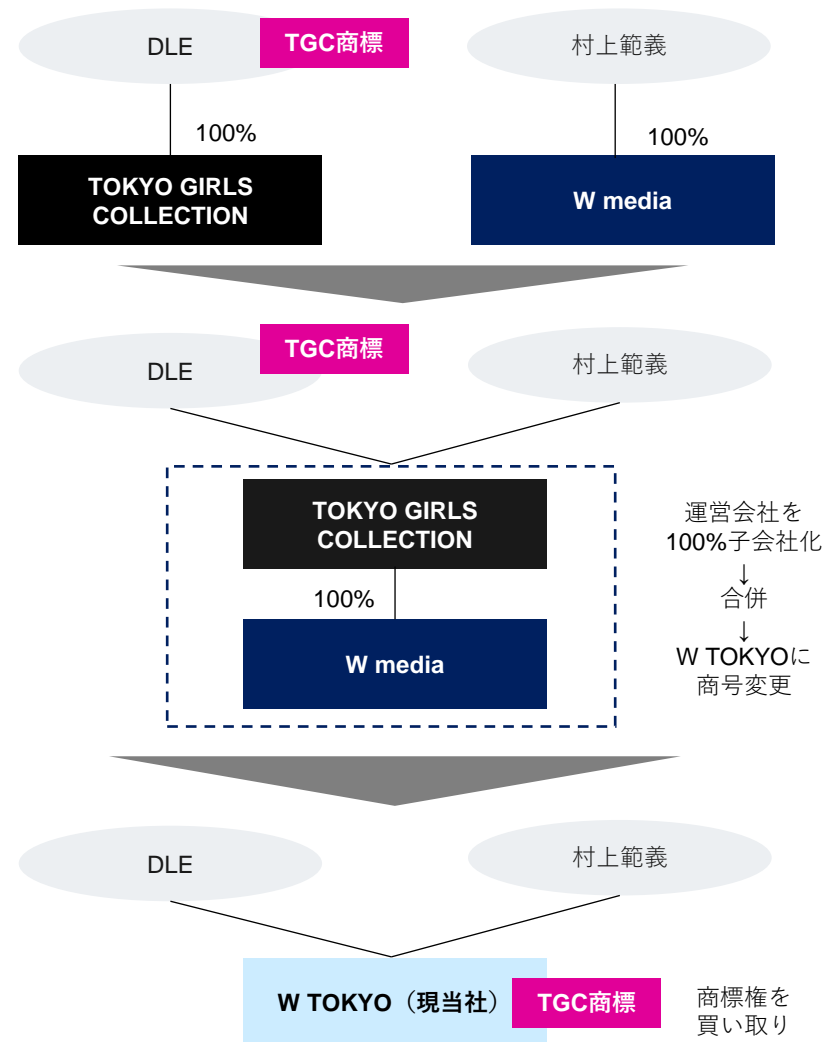 DLE
TGC商標
村上範義
100%
100%
TOKYO GIRLS
COLLECTION
W media
DLE
TGC商標
村上範義
TOKYO GIRLS
COLLECTION
100%
W media
運営会社を
100%子会社化
↓
合併
↓
W TOKYOに
商号変更
DLE
村上範義
W TOKYO（現当社）
TGC商標
商標権を
買い取り